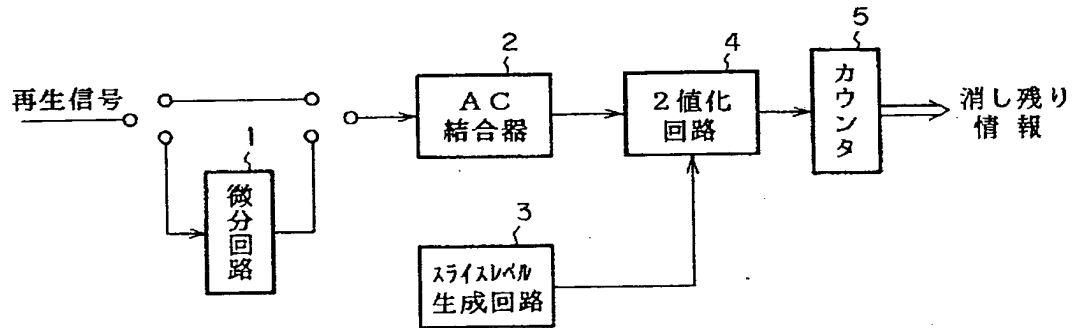 再生信号
1
微分回路
2
AC
結合器
3
スライスレベル
生成回路
4
2値化
回路
5
カウンタ
消し残り
情報